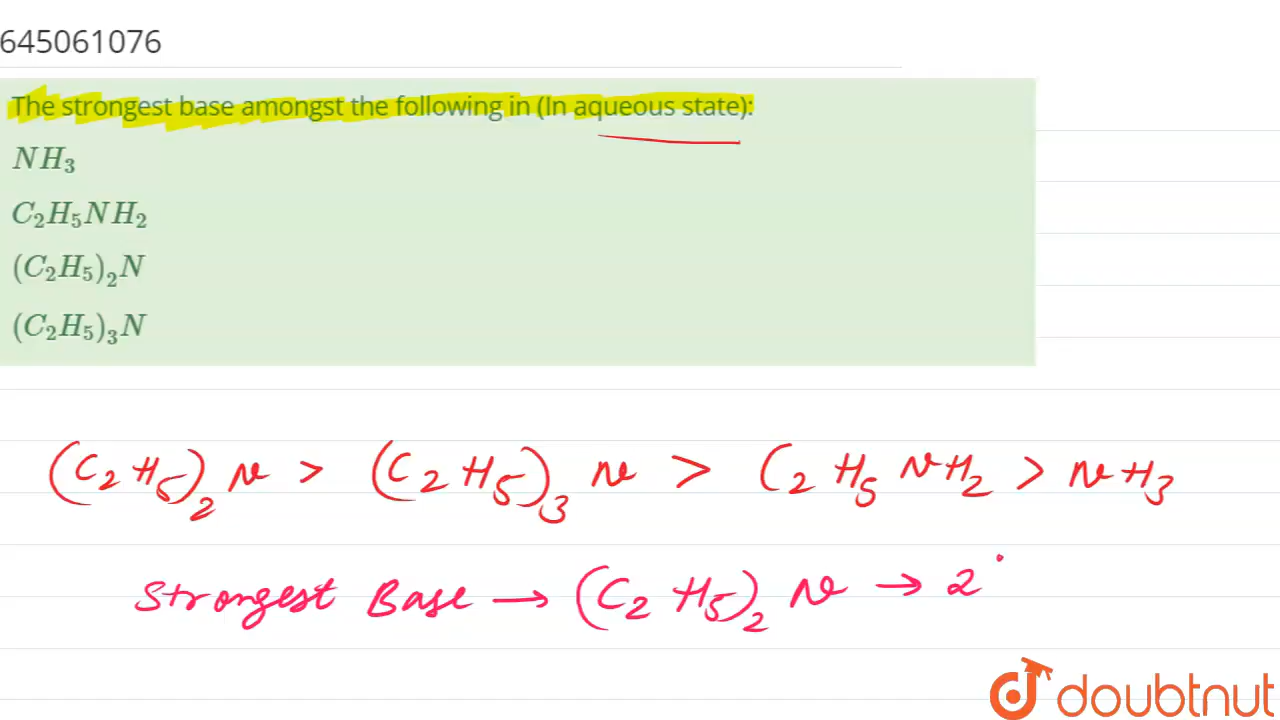 645061076
The strongest base amongst the following in (In aqueous state):
NH₃
C₂H₅NH₂
(C₂H₅)₂N
(C₂H₅)₃N
(C₂H₅)₂N > (C₂H₅)₃N > C₂H₅NH₂ > NH₃
Strongest Base → (C₂H₅)₂N → 2°
doubtnut